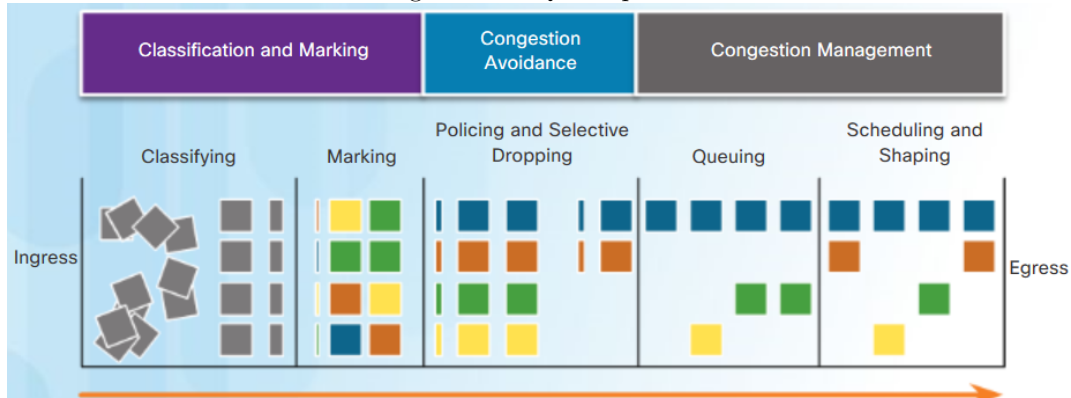 Classification and Marking
Congestion
Avoidance
Congestion Management
Classifying
Marking
Policing and Selective
Dropping
Queuing
Scheduling and
Shaping
Ingress
Egress